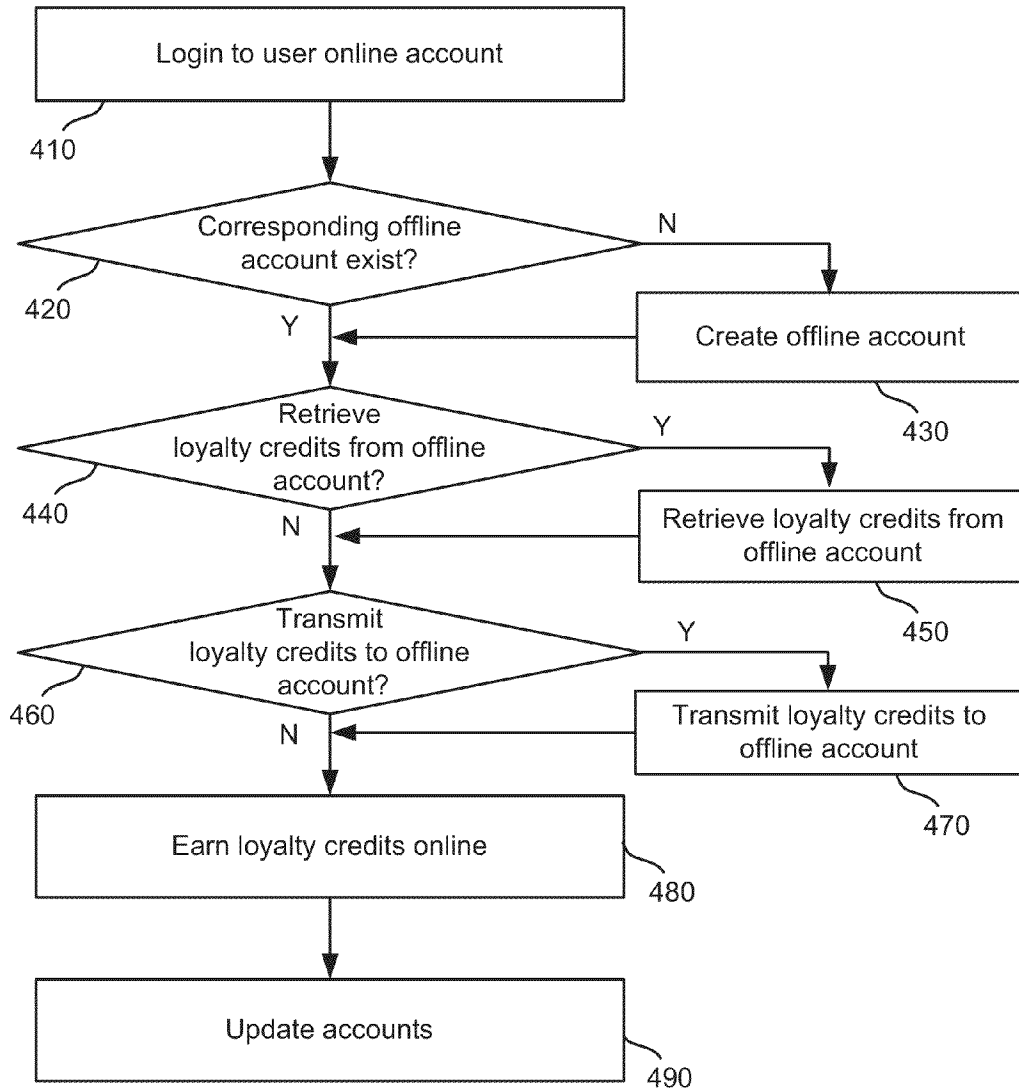 Login to user online account
410
Corresponding offline
account exist?
N
420
Y
Create offline account
430
Retrieve
loyalty credits from offline
account?
Y
440
N
Retrieve loyalty credits from
offline account
450
Transmit
loyalty credits to offline
account?
Y
460
N
Transmit loyalty credits to
offline account
470
Earn loyalty credits online
480
Update accounts
490